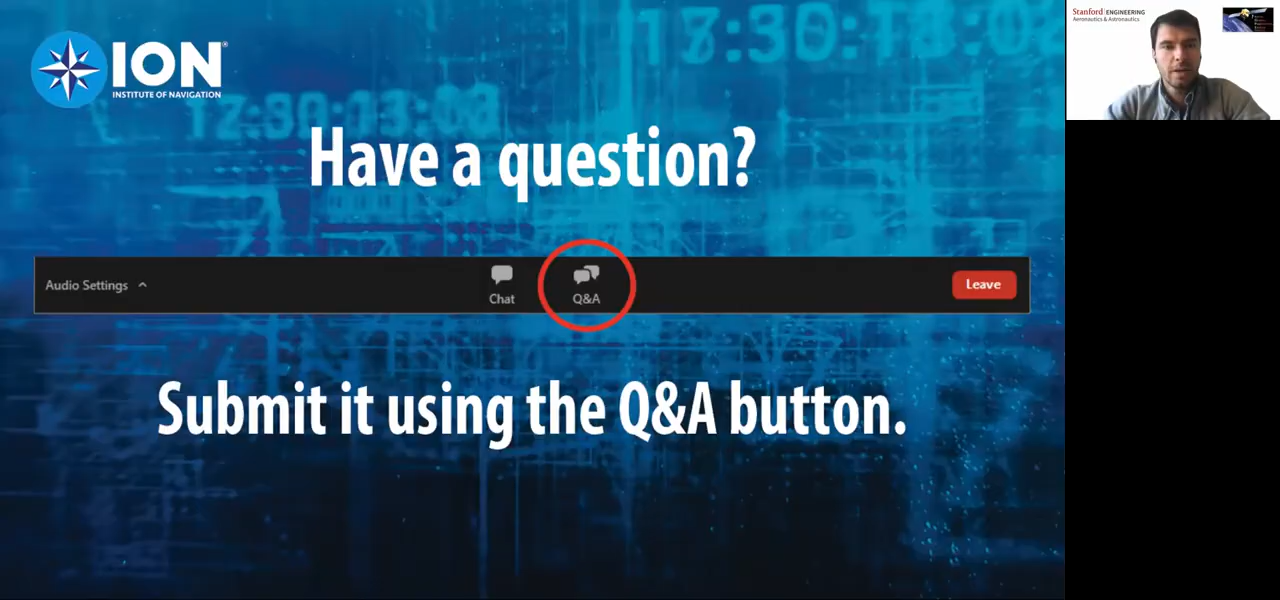 ION
INSTITUTE OF NAVIGATION
Have a question?
Audio Settings
Chat
Q&A
Leave
Submit it using the Q&A button.
Stanford | ENGINEERING
Aeronautics & Astronautics